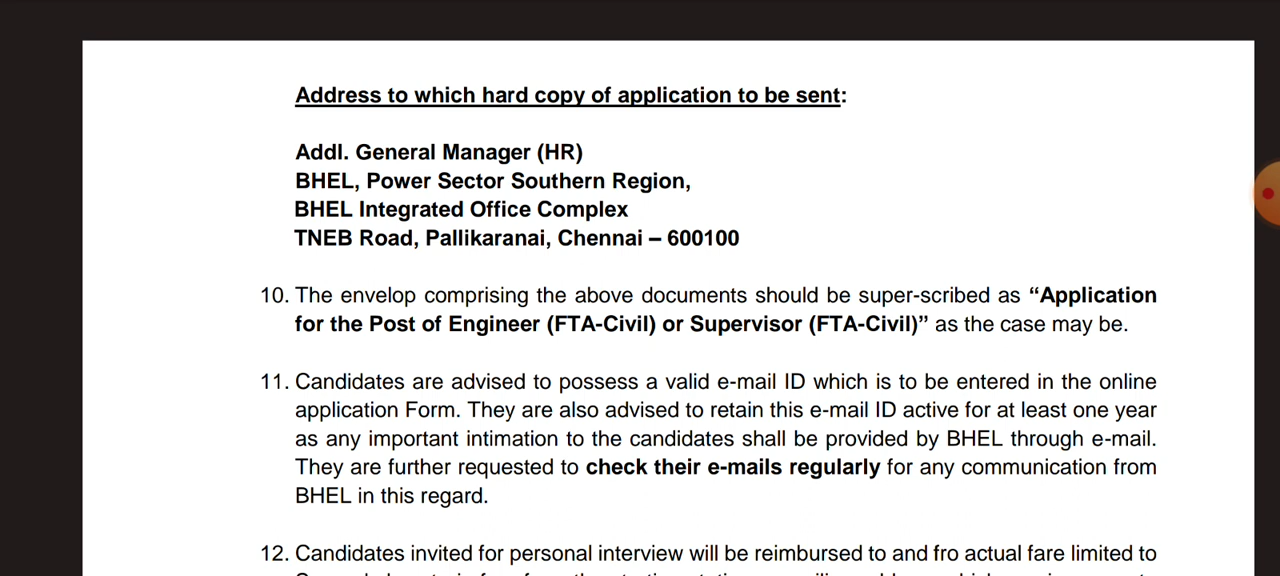 Address to which hard copy of application to be sent:
Addl. General Manager (HR)
BHEL, Power Sector Southern Region,
BHEL Integrated Office Complex
TNEB Road, Pallikaranai, Chennai – 600100
10. The envelop comprising the above documents should be super-scribed as “Application
for the Post of Engineer (FTA-Civil) or Supervisor (FTA-Civil)” as the case may be.
11. Candidates are advised to possess a valid e-mail ID which is to be entered in the online
application Form. They are also advised to retain this e-mail ID active for at least one year
as any important intimation to the candidates shall be provided by BHEL through e-mail.
They are further requested to check their e-mails regularly for any communication from
BHEL in this regard.
12. Candidates invited for personal interview will be reimbursed to and fro actual fare limited to